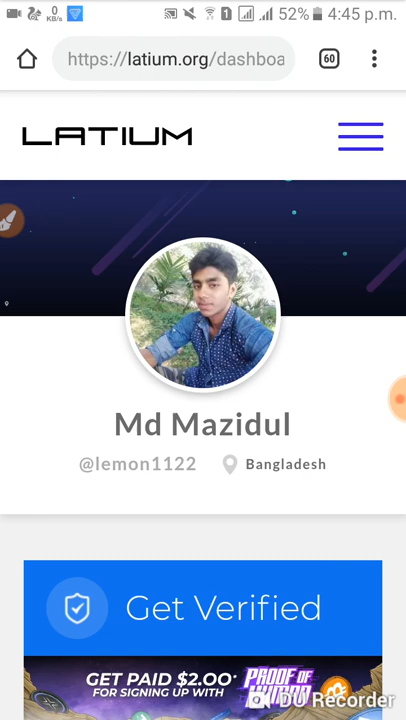 0 KB/s 1 52% 4:45 p.m.
https://latium.org/dashboa 60
LATIUM
Md Mazidul
@lemon1122 Bangladesh
Get Verified
GET PAID $2.00* PROOF OF
FOR SIGNING UP WITH
DU Recorder